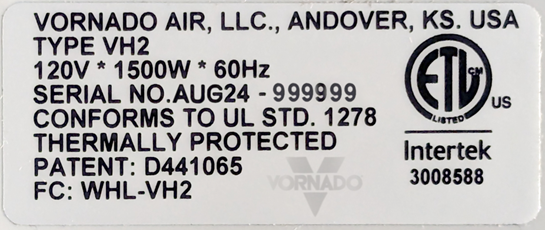 VORNADO AIR, LLC., ANDOVER, KS. USA
TYPE VH2
120V * 1500W * 60Hz
SERIAL NO.AUG24 - 999999
CONFORMS TO UL STD. 1278
THERMALLY PROTECTED
PATENT: D441065
FC: WHL-VH2
VORNADO
ETL CM
LISTED
US
Intertek
3008588